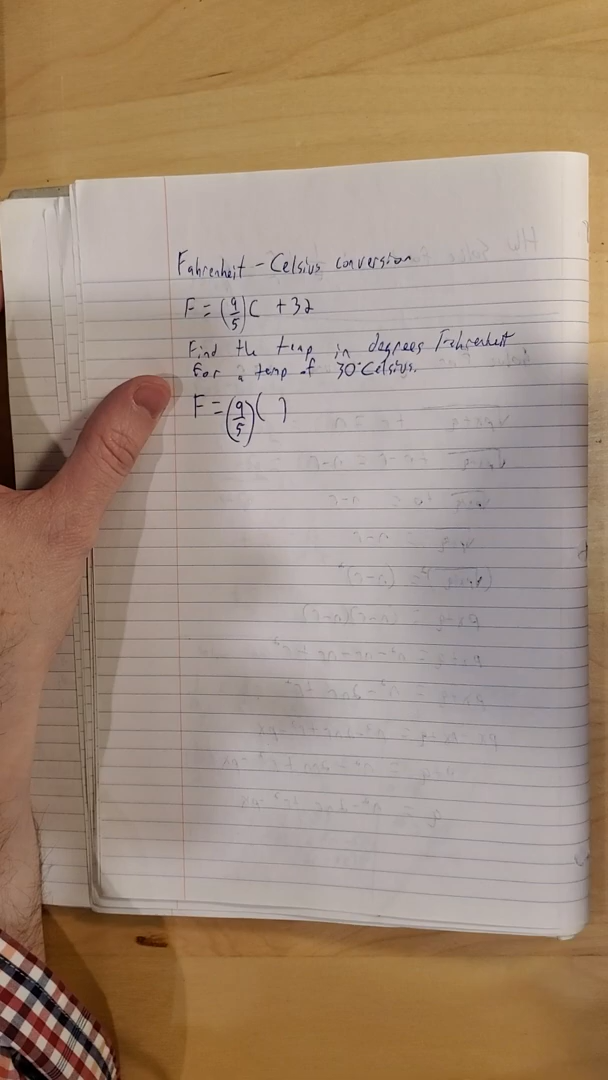 Fahrenheit - Celsius conversion
F = (9/5)C + 32
Find the temp in degrees Fahrenheit
for a temp of 30°Celsius.
F = (9/5)( )